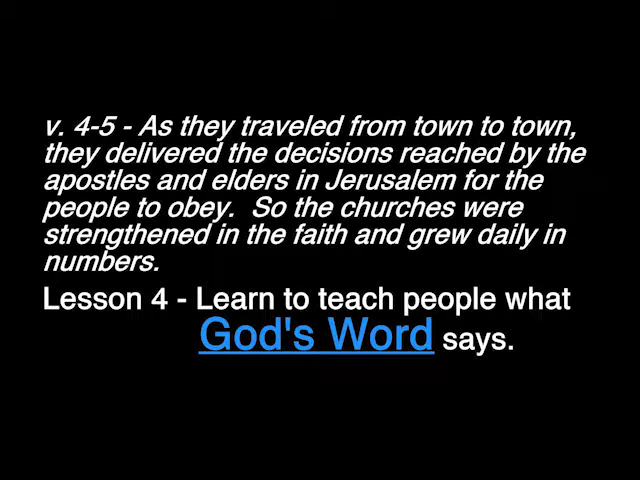 v. 4-5 - As they traveled from town to town,
they delivered the decisions reached by the
apostles and elders in Jerusalem for the
people to obey.  So the churches were
strengthened in the faith and grew daily in
numbers.
Lesson 4 - Learn to teach people what
God's Word says.